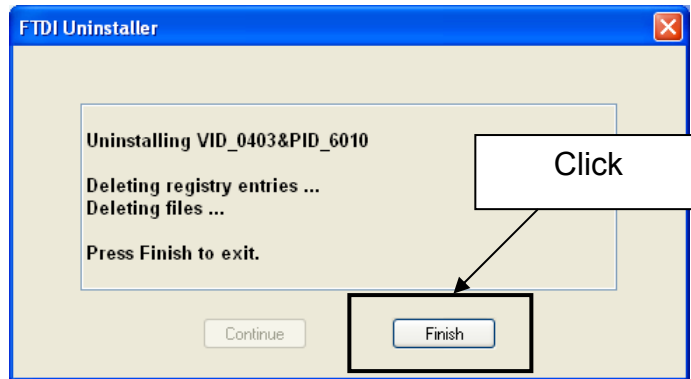 FTDI Uninstaller
Uninstalling VID_0403&PID_6010
Click
Deleting registry entries ...
Deleting files ...
Press Finish to exit.
Continue
Finish